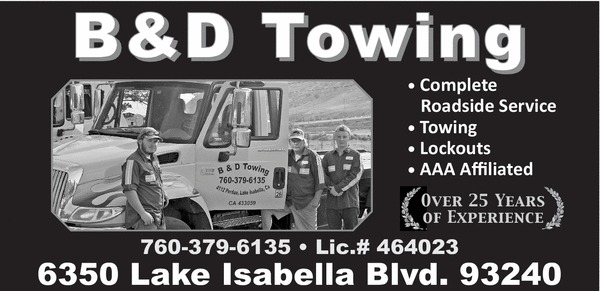 B&D Towing
• Complete
Roadside Service
• Towing
• Lockouts
• AAA Affiliated
B & D Towing
760-379-6135
CA 433059
OVER 25 YEARS
OF EXPERIENCE
760-379-6135 • Lic.# 464023
6350 Lake Isabella Blvd. 93240